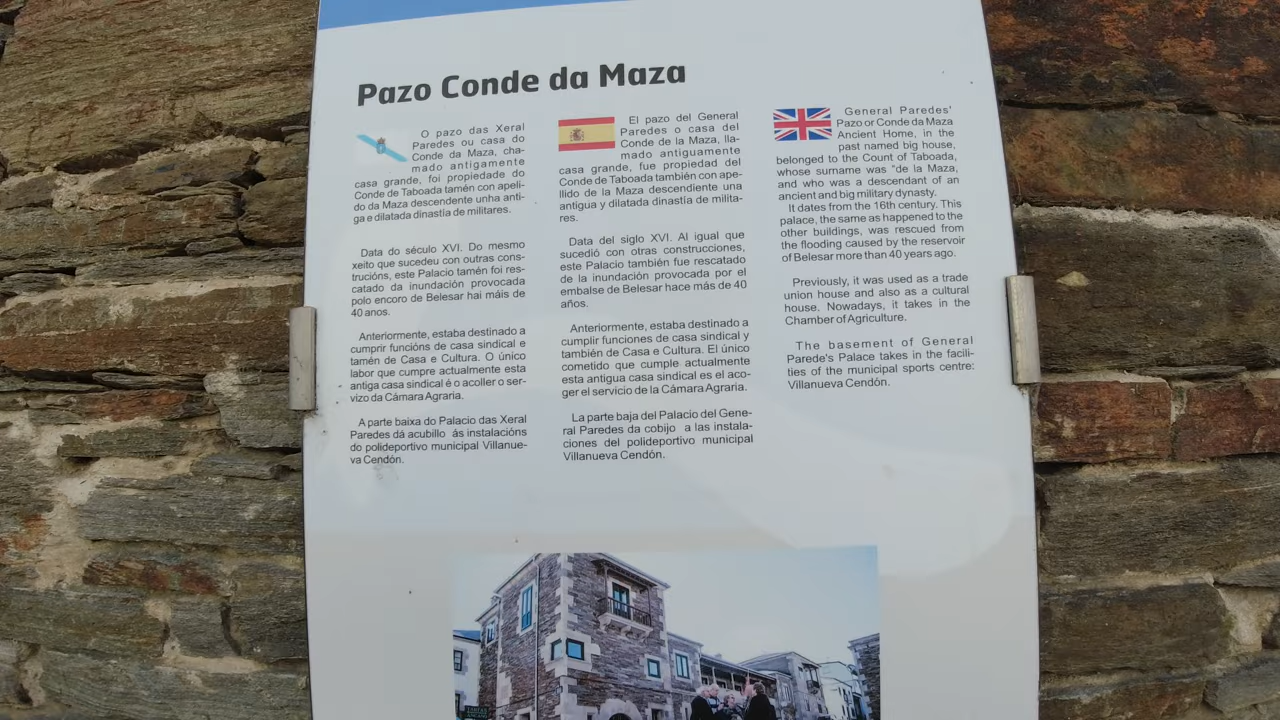 Pazo Conde da Maza
O pazo das Xeral
Paredes ou casa do
Conde da Maza, cha-
mado antigamente
casa grande, foi propiedade do
Conde de Taboada tamén con apeli-
do da Maza descendente unha anti-
ga e dilatada dinastía de militares.
Data do século XVI. Do mesmo
xeito que sucedeu con outras cons-
trucións, este Palacio tamén foi res-
catado da inundación provocada
polo encoro de Belesar hai máis de
40 anos.
Anteriormente, estaba destinado a
cumprir funcións de casa sindical e
tamén de Casa e Cultura. O único
labor que cumpre actualmente esta
antiga casa sindical é o acoller o ser-
vizo da Cámara Agraria.
A parte baixa do Palacio das Xeral
Paredes dá acubillo ás instalacións
do polideportivo municipal Villanue-
va Cendón.
El pazo del General
Paredes o casa del
Conde de la Maza, lla-
mado antiguamente
casa grande, fue propiedad del
Conde de Taboada también con ape-
llido de la Maza descendiente una
antigua y dilatada dinastía de milita-
res.
Data del siglo XVI. Al igual que
sucedió con otras construcciones,
este Palacio también fue rescatado
de la inundación provocada por el
embalse de Belesar hace más de 40
años.
Anteriormente, estaba destinado a
cumplir funciones de casa sindical y
también de Casa e Cultura. El único
cometido que cumple actualmente
esta antigua casa sindical es el aco-
ger el servicio de la Cámara Agraria.
La parte baja del Palacio del Gene-
ral Paredes da cobijo a las instala-
ciones del polideportivo municipal
Villanueva Cendón.
General Paredes'
Pazo or Conde da Maza
Ancient Home, in the
past named big house,
belonged to the Count of Taboada,
whose surname was "de la Maza,
and who was a descendant of an
ancient and big military dynasty.
It dates from the 16th century. This
palace, the same as happened to the
other buildings, was rescued from
the flooding caused by the reservoir
of Belesar more than 40 years ago.
Previously, it was used as a trade
union house and also as a cultural
house. Nowadays, it takes in the
Chamber of Agriculture.
The basement of General
Parede's Palace takes in the facili-
ties of the municipal sports centre:
Villanueva Cendón.